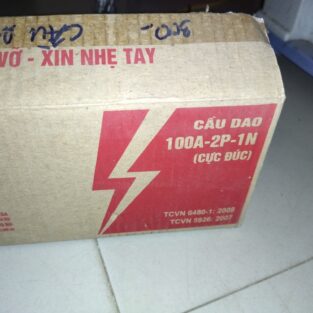 VỠ - XIN NHẸ TAY
CẦU DAO
100A-2P-1N
(CỰC ĐÚC)
TCVN 6480-1: 2008
TCVN 5926: 2007